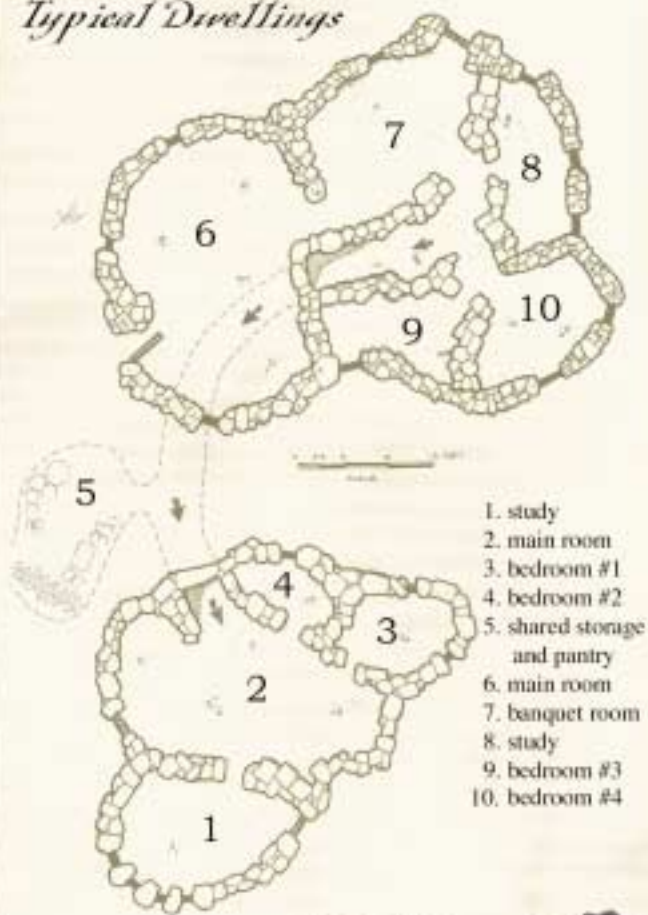 Typical Dwellings
7
8
6
10
9
5
4
3
2
1
1. study
2. main room
3. bedroom #1
4. bedroom #2
5. shared storage
and pantry
6. main room
7. banquet room
8. study
9. bedroom #3
10. bedroom #4